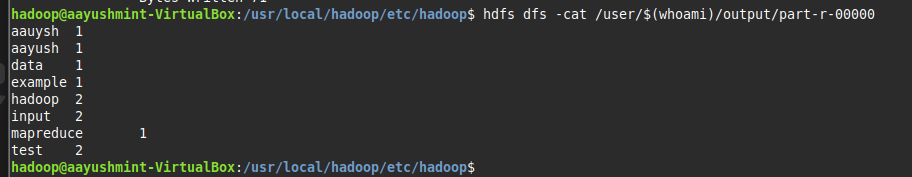 hadoop@aayushmint-VirtualBox:/usr/local/hadoop/etc/hadoop$ hdfs dfs -cat /user/$(whoami)/output/part-r-00000
aauysh	1
aayush	1
data	1
example	1
hadoop	2
input	2
mapreduce	1
test	2
hadoop@aayushmint-VirtualBox:/usr/local/hadoop/etc/hadoop$